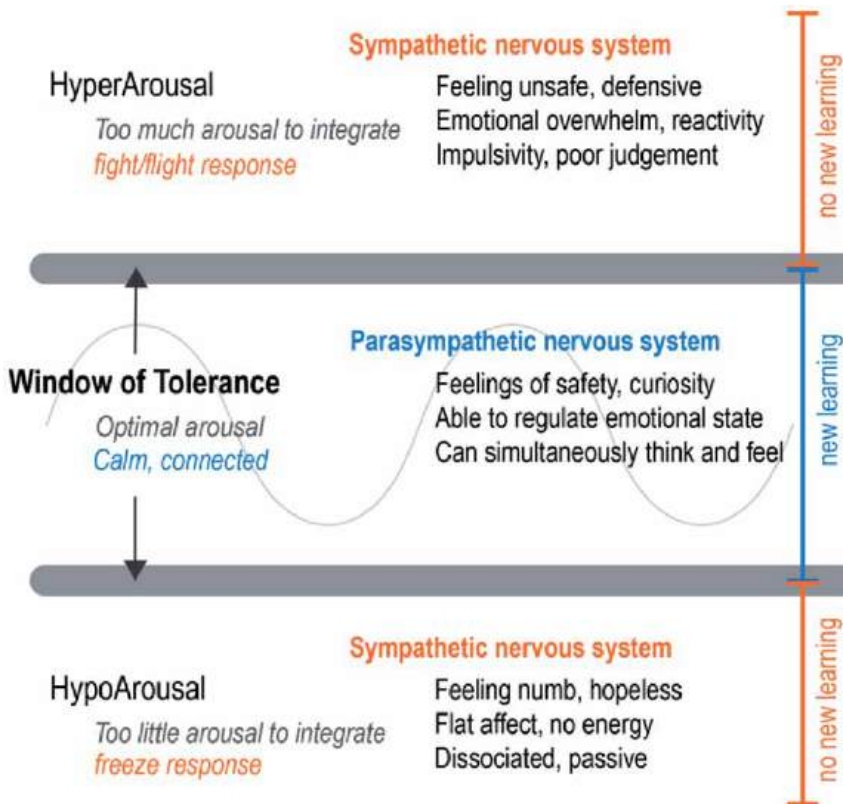 Sympathetic nervous system
HyperArousal
Feeling unsafe, defensive
Too much arousal to integrate
Emotional overwhelm, reactivity
fight/flight response
Impulsivity, poor judgement
no new learning
Parasympathetic nervous system
Window of Tolerance
Feelings of safety, curiosity
Optimal arousal
Able to regulate emotional state
Calm, connected
Can simultaneously think and feel
new learning
Sympathetic nervous system
HypoArousal
Feeling numb, hopeless
Too little arousal to integrate
Flat affect, no energy
freeze response
Dissociated, passive
no new learning